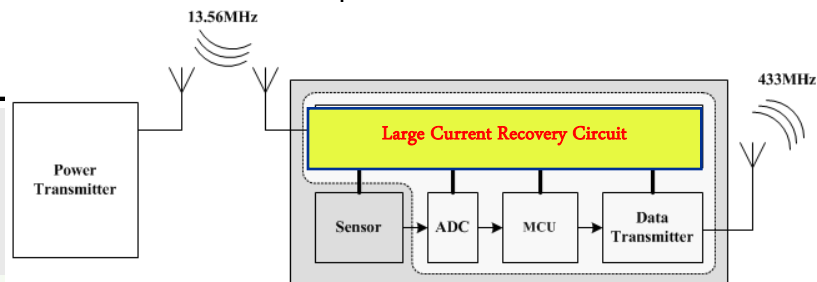 13.56MHz
433MHz
Large Current Recovery Circuit
Power
Transmitter
Sensor
ADC
MCU
Data
Transmitter